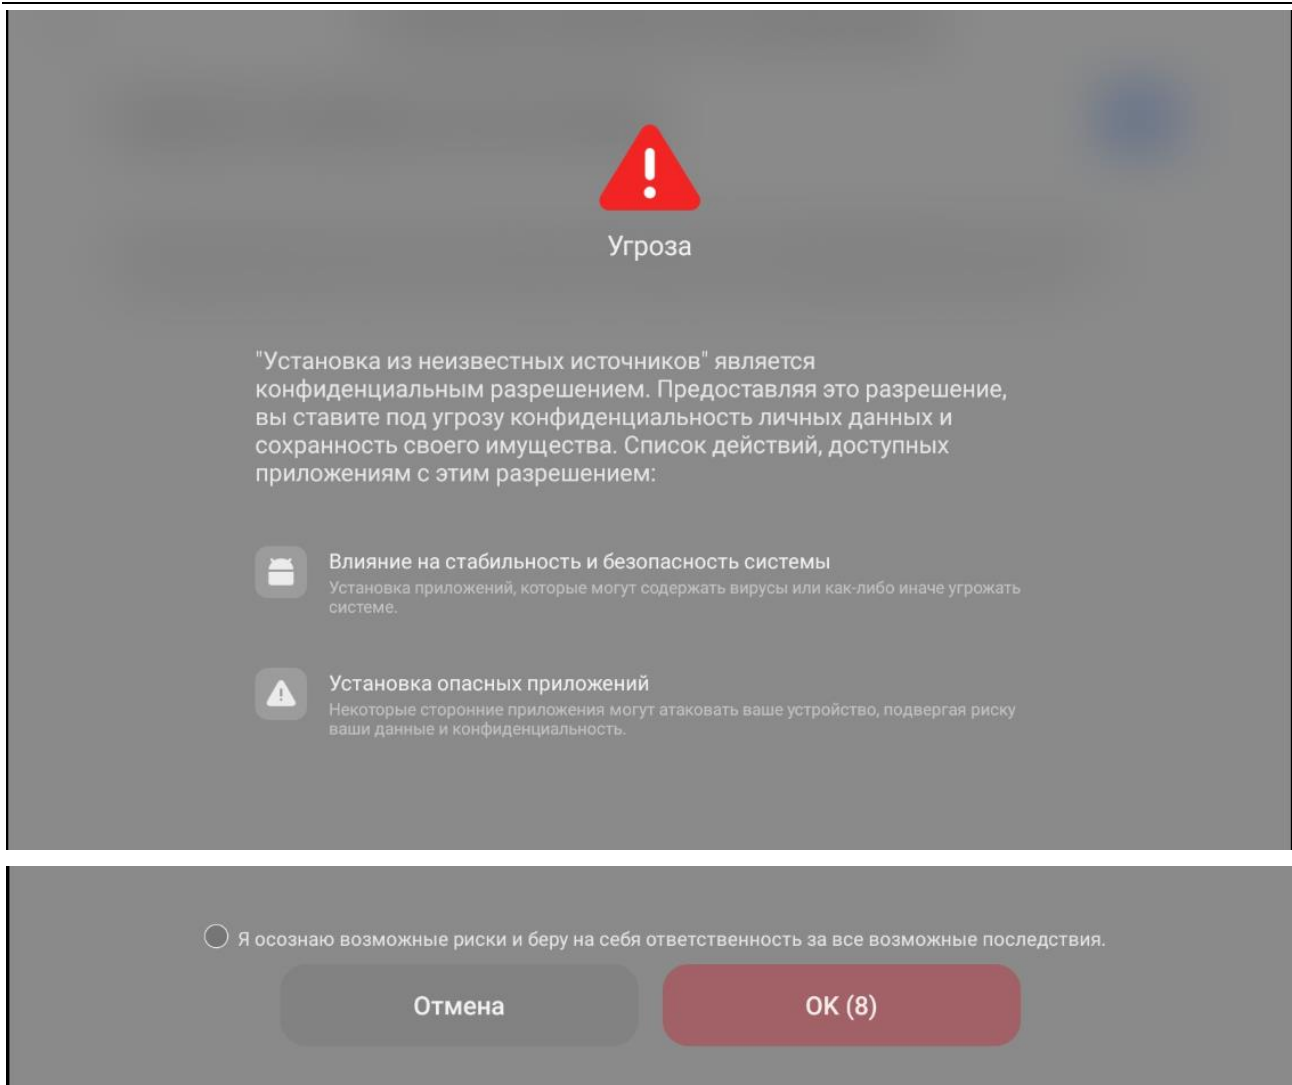 Угроза
"Установка из неизвестных источников" является
конфиденциальным разрешением. Предоставляя это разрешение,
вы ставите под угрозу конфиденциальность личных данных и
сохранность своего имущества. Список действий, доступных
приложениям с этим разрешением:
Влияние на стабильность и безопасность системы
Установка приложений, которые могут содержать вирусы или как-либо иначе угрожать
системе.
Установка опасных приложений
Некоторые сторонние приложения могут атаковать ваше устройство, подвергая риску
ваши данные и конфиденциальность.
Я осознаю возможные риски и беру на себя ответственность за все возможные последствия.
Отмена
OK (8)